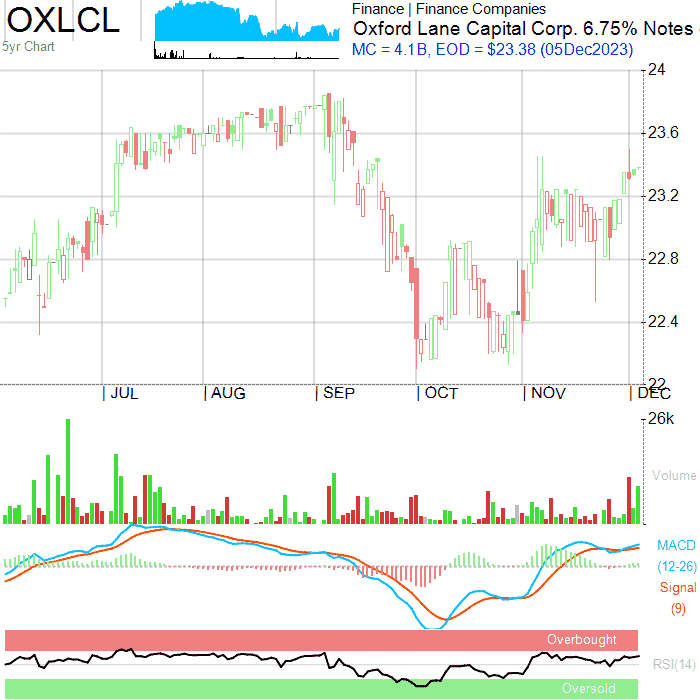 OXLCL
5yr Chart
Finance | Finance Companies
Oxford Lane Capital Corp. 6.75% Notes
MC = 4.1B, EOD = $23.38 (05Dec2023)
24
23.6
23.2
22.8
22.4
22
| JUL | AUG | SEP | OCT | NOV | DEC
26k
Volume
MACD
(12-26)
Signal
(9)
Overbought
RSI(14)
Oversold